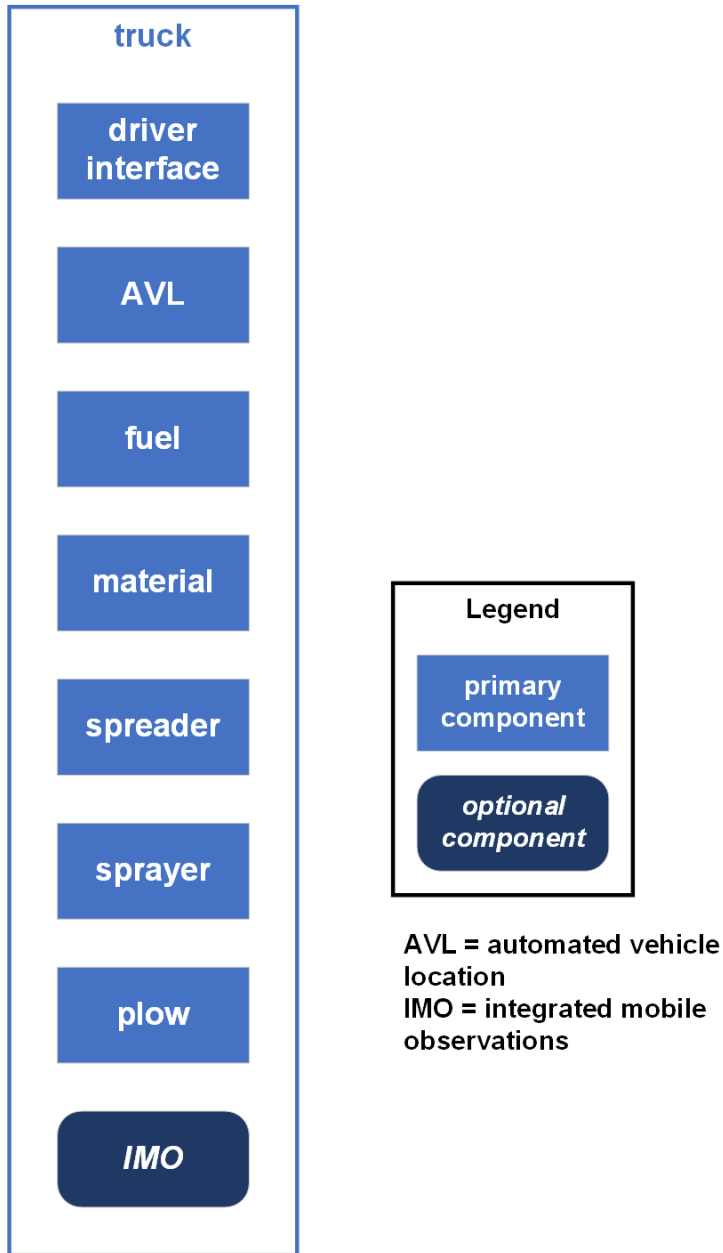 truck
driver
interface
AVL
fuel
material
spreader
sprayer
plow
IMO
Legend
primary
component
optional
component
AVL = automated vehicle
location
IMO = integrated mobile
observations